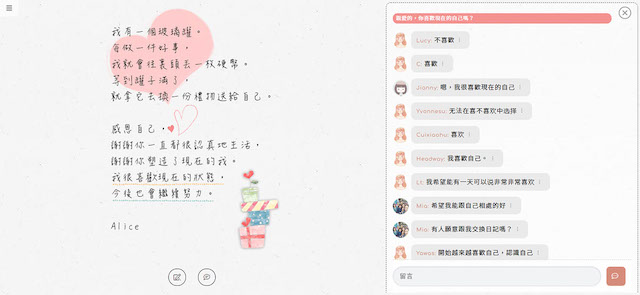 我有一個玻璃罐。
每做一件好事，
我就會往裏頭丟一枚硬幣。
等到罐子滿了，
就拿它去換一份禮物送給自己。
感恩自己，
謝謝你一直都很認真地生活，
謝謝你塑造了現在的我。
我很喜歡現在的狀態，
今後也會繼續努力。
Alice
親愛的，你喜歡現在的自己嗎？
Lucy: 不喜歡
C: 喜歡
Jianny: 嗯，我很喜歡現在的自己
Yvonnewu: 无法在喜不喜欢中选择
Cuixiaohu: 喜欢
Headway: 我喜歡自己。
Lt: 我希望能有一天可以说非常非常喜欢
Mia: 希望我能跟自己相處的好
Mia: 有人願意跟我交換日記嗎？
Yowoo: 開始越來越喜歡自己，認識自己
留言